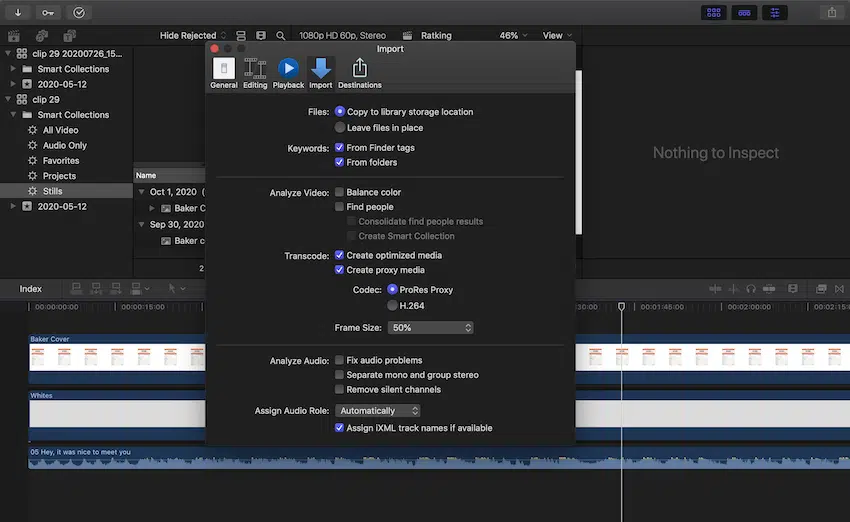 Hide Rejected
1080p HD 60p, Stereo
Ratking
46%
View
clip 29 20200726_15...
Smart Collections
2020-05-12
clip 29
Smart Collections
All Video
Audio Only
Favorites
Projects
Stills
2020-05-12
Name
Oct 1, 2020
Baker C
Sep 30, 2020
Baker c
2
Import
General
Editing
Playback
Import
Destinations
Files: Copy to library storage location
Leave files in place
Keywords: From Finder tags
From folders
Analyze Video: Balance color
Find people
Consolidate find people results
Create Smart Collection
Transcode: Create optimized media
Create proxy media
Codec: ProRes Proxy
H.264
Frame Size: 50%
Analyze Audio: Fix audio problems
Separate mono and group stereo
Remove silent channels
Assign Audio Role: Automatically
Assign iXML track names if available
Nothing to Inspect
Index
00:00:00:00
00:00:15:00
30:00
00:01:45:00
00:02:00:00
00:02:15:
Baker Cover
Whites
05 Hey, it was nice to meet you